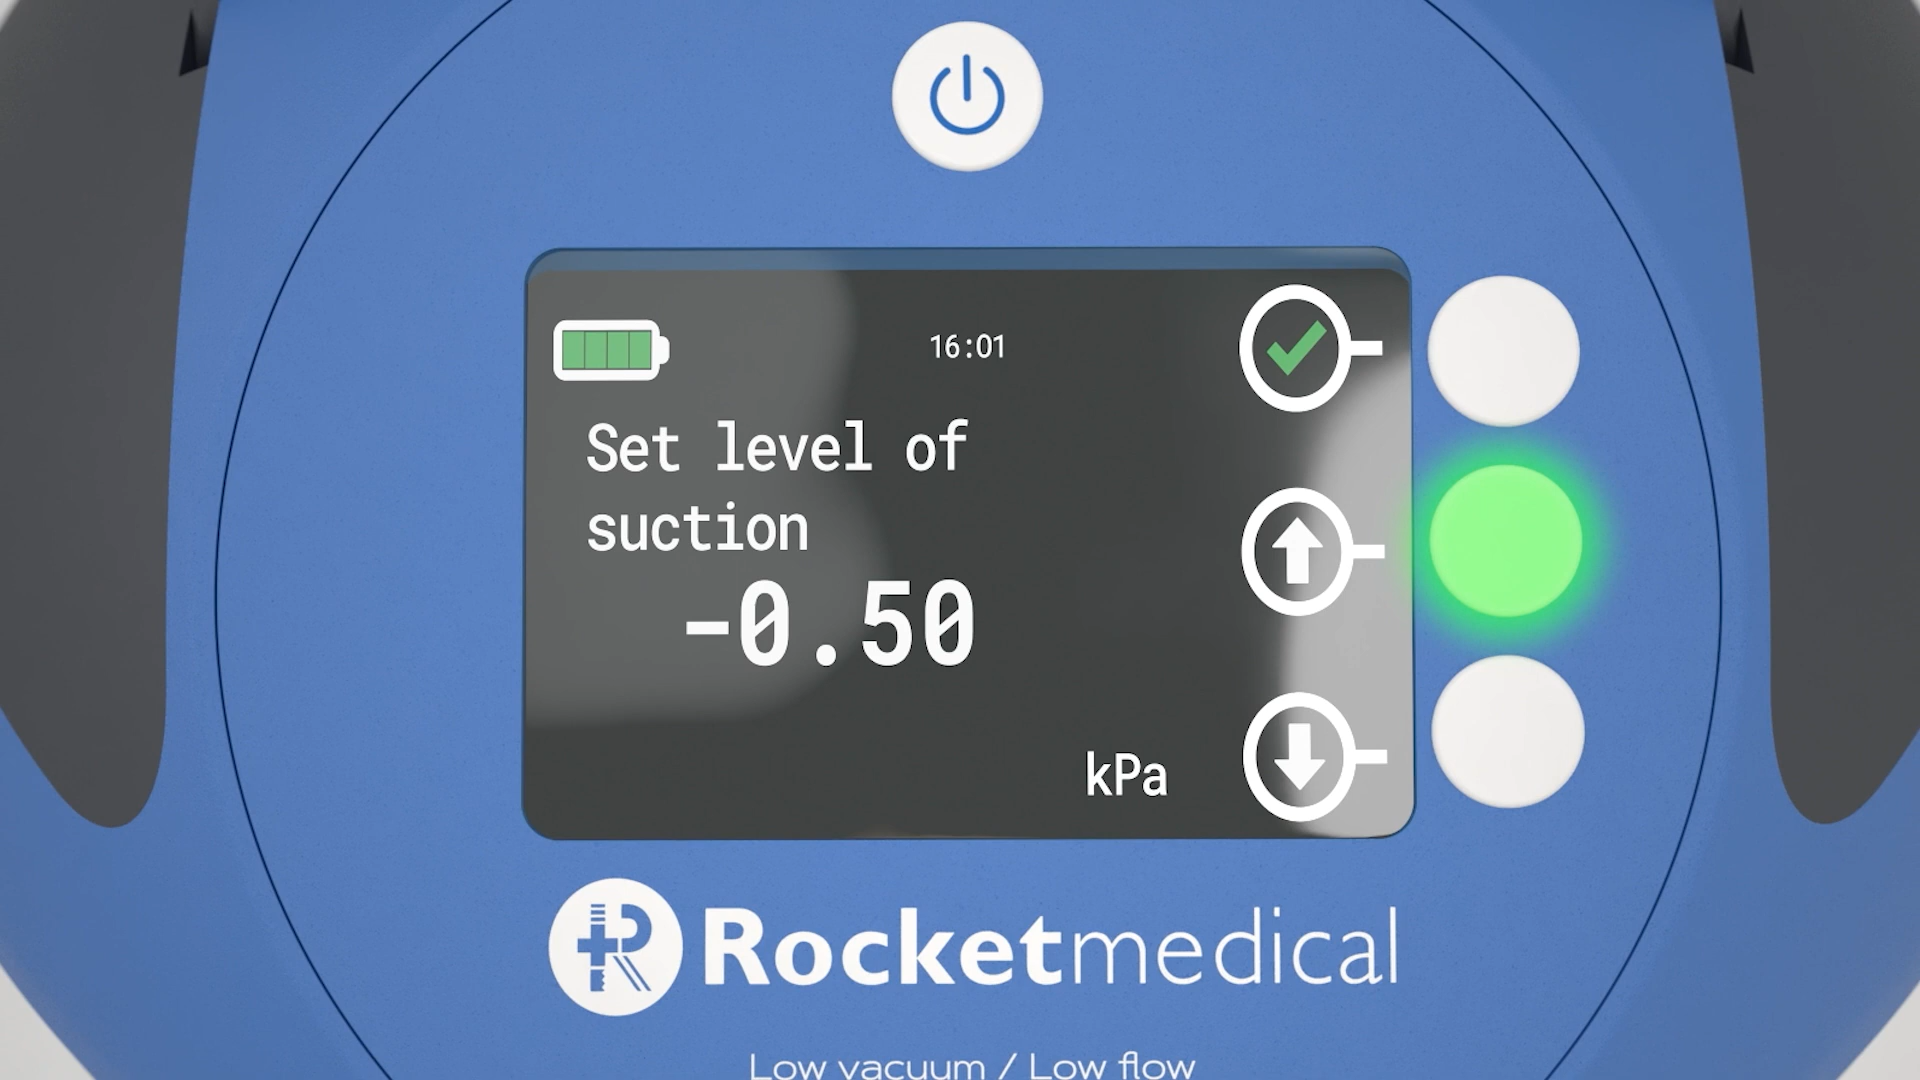 16:01
Set level of
suction
-0.50
kPa
Rocketmedical
Low vacuum / Low flow